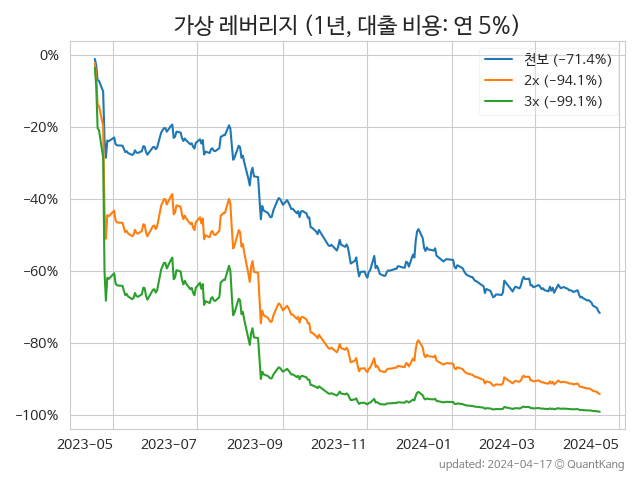 가상 레버리지 (1년, 대출 비용: 연 5%)
천보 (−71.4%)
2x (−94.1%)
3x (−99.1%)
0%
−20%
−40%
−60%
−80%
−100%
2023-05 2023-07 2023-09 2023-11 2024-01 2024-03 2024-05
updated: 2024-04-17 © QuantKang